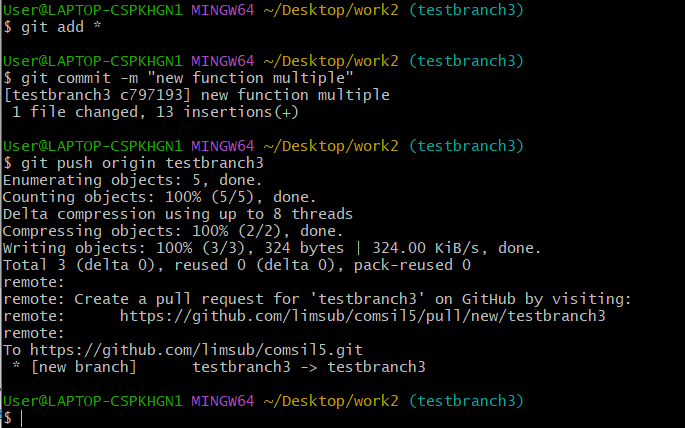 User@LAPTOP-CSPKHGN1 MINGW64 ~/Desktop/work2 (testbranch3)
$ git add *
User@LAPTOP-CSPKHGN1 MINGW64 ~/Desktop/work2 (testbranch3)
$ git commit -m "new function multiple"
[testbranch3 c797193] new function multiple
 1 file changed, 13 insertions(+)
User@LAPTOP-CSPKHGN1 MINGW64 ~/Desktop/work2 (testbranch3)
$ git push origin testbranch3
Enumerating objects: 5, done.
Counting objects: 100% (5/5), done.
Delta compression using up to 8 threads
Compressing objects: 100% (2/2), done.
Writing objects: 100% (3/3), 324 bytes | 324.00 KiB/s, done.
Total 3 (delta 0), reused 0 (delta 0), pack-reused 0
remote:
remote: Create a pull request for 'testbranch3' on GitHub by visiting:
remote:      https://github.com/limsub/comsil5/pull/new/testbranch3
remote:
To https://github.com/limsub/comsil5.git
 * [new branch]      testbranch3 -> testbranch3
User@LAPTOP-CSPKHGN1 MINGW64 ~/Desktop/work2 (testbranch3)
$